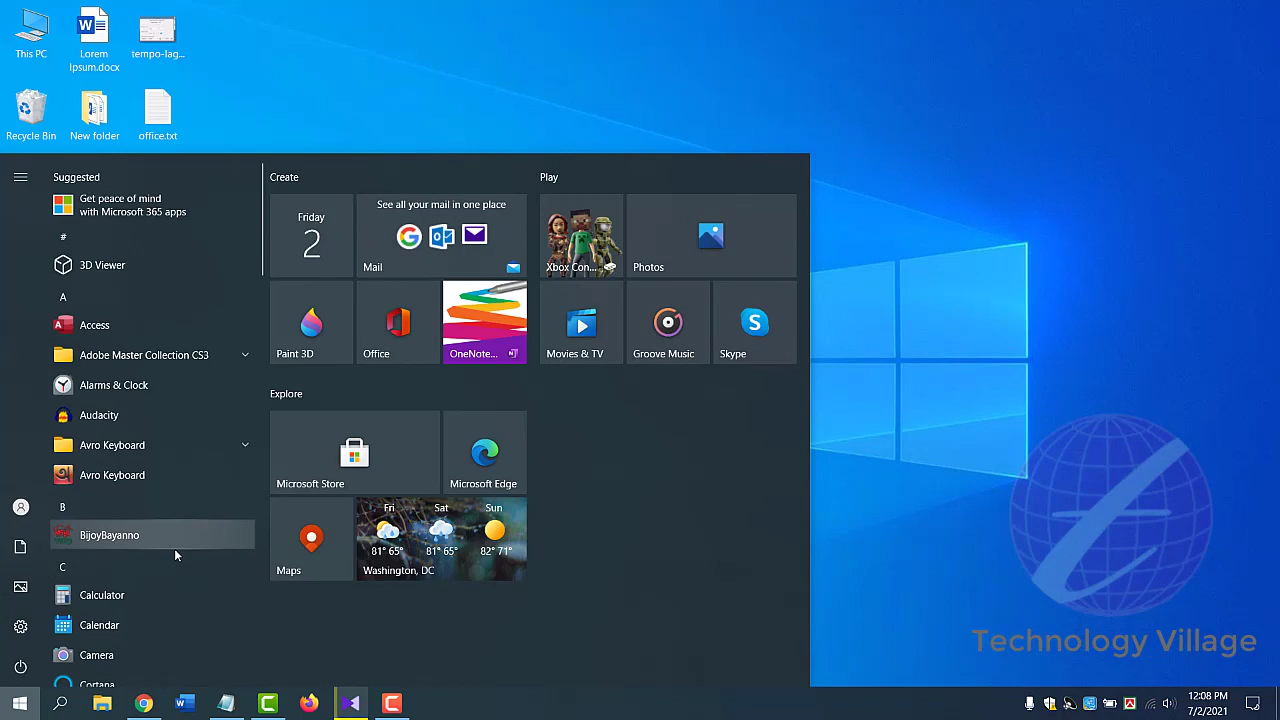 This PC
Lorem
Ipsum.docx
tempo-lag...
Recycle Bin
New folder
office.txt
Suggested
Get peace of mind
with Microsoft 365 apps
#
3D Viewer
A
Access
Adobe Master Collection CS3
Alarms & Clock
Audacity
Avro Keyboard
Avro Keyboard
B
BijoyBayanno
C
Calculator
Calendar
Camera
Cortana
Create
Friday
2
See all your mail in one place
Mail
Paint 3D
Office
OneNote...
Explore
Microsoft Store
Microsoft Edge
Maps
Fri Sat Sun
81° 65° 81° 65° 82° 71°
Washington, DC
Play
Xbox Con...
Photos
Movies & TV
Groove Music
Skype
Technology Village
12:08 PM
7/2/2021